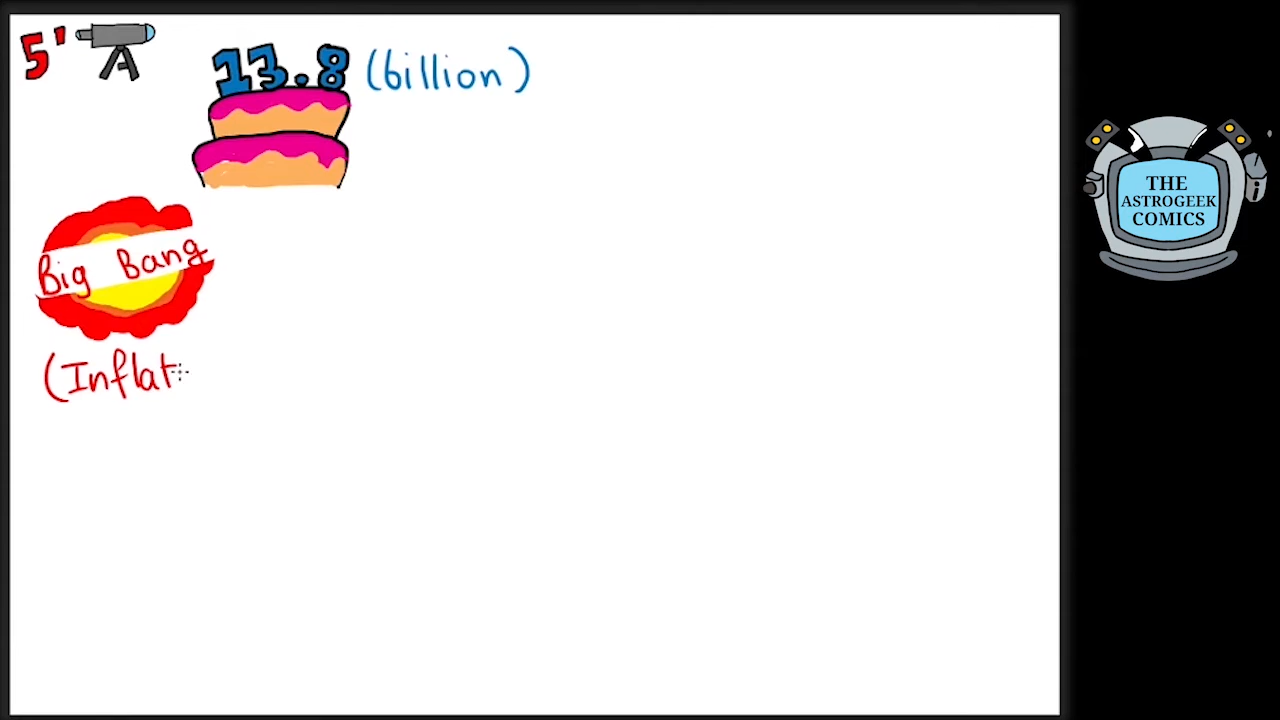 5'
13.8 (billion)
Big Bang
(Inflat
THE
ASTROGEEK
COMICS